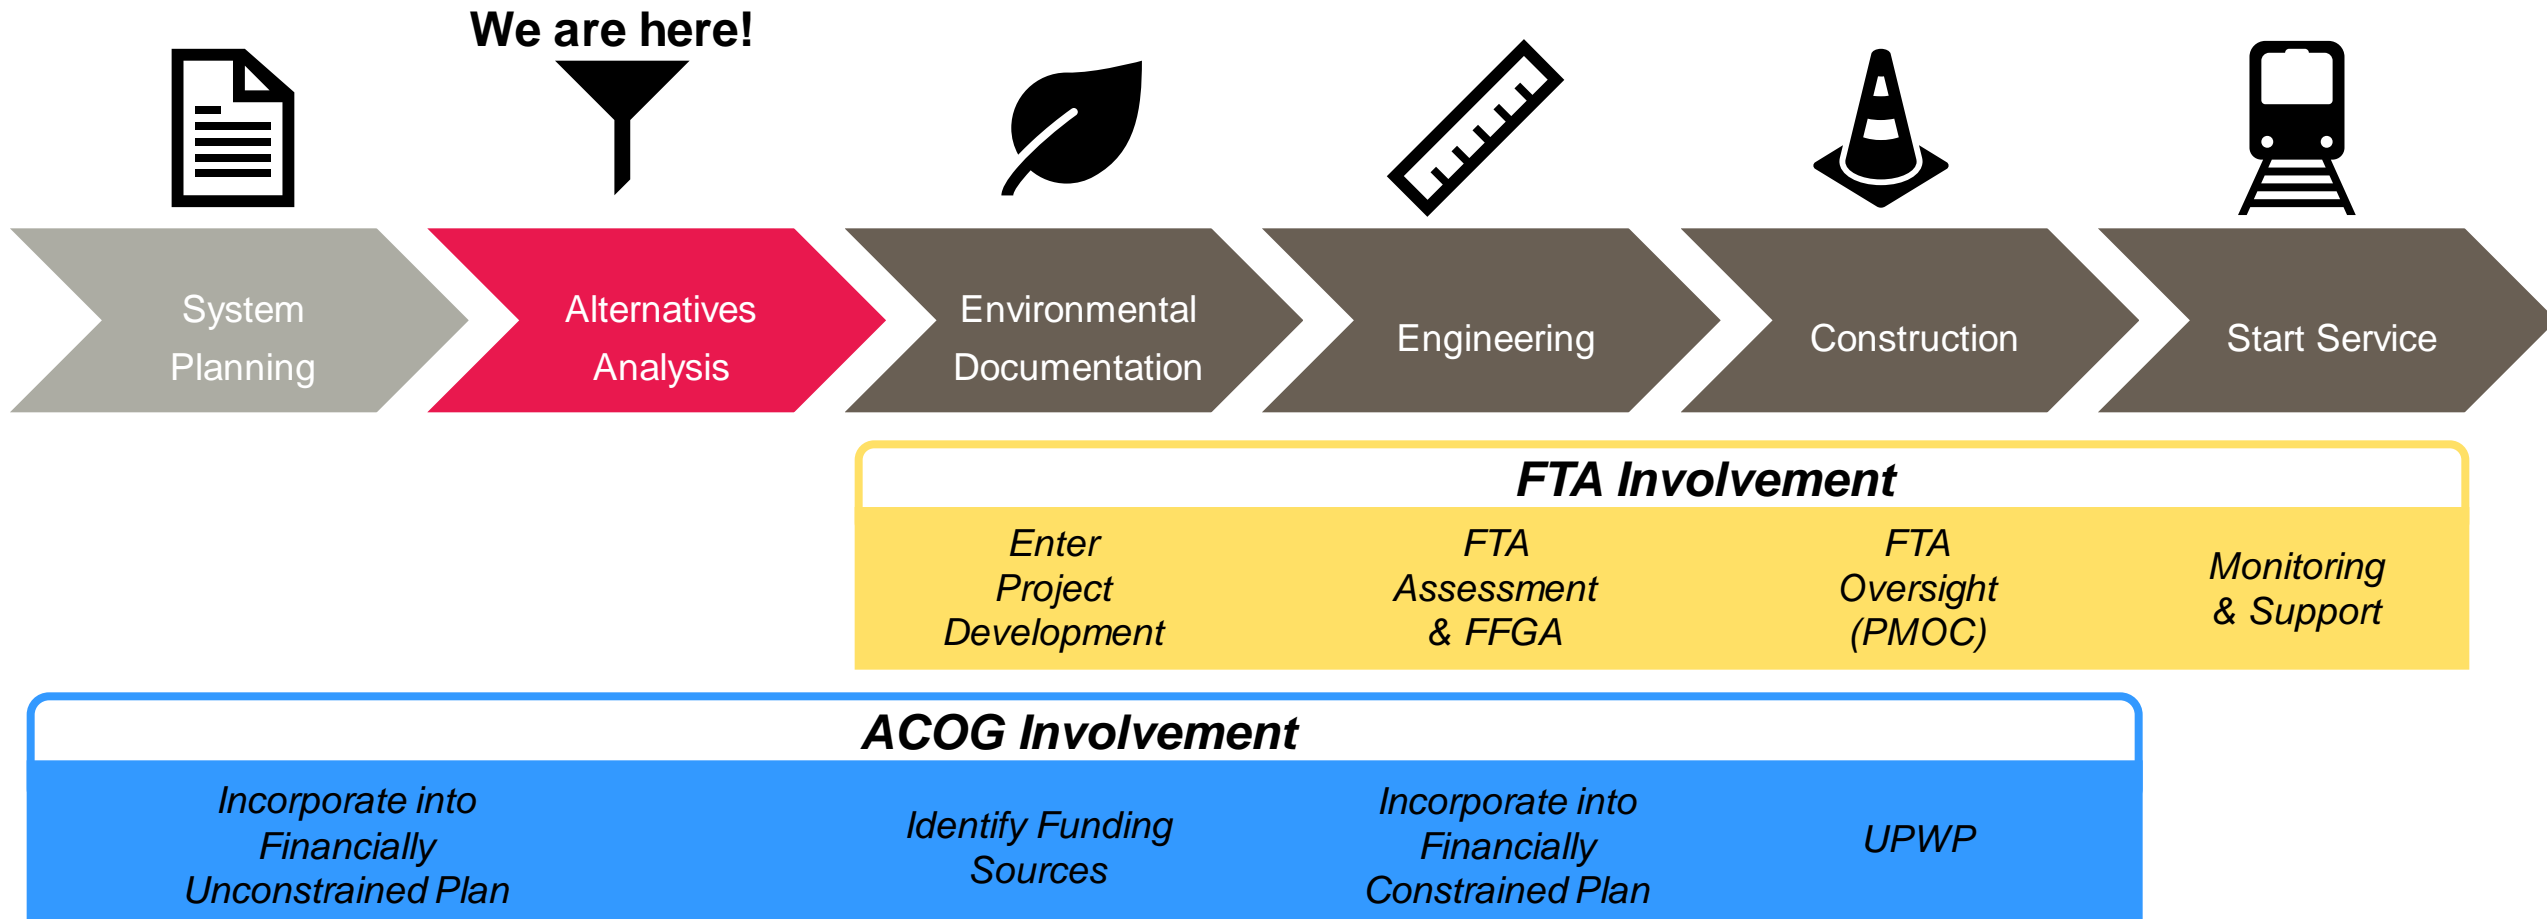 We are here!
System
Planning
Alternatives
Analysis
Environmental
Documentation
Engineering
Construction
Start Service
FTA Involvement
Enter
Project
Development
FTA
Assessment
& FFGA
FTA
Oversight
(PMOC)
Monitoring
& Support
ACOG Involvement
Incorporate into
Financially
Unconstrained Plan
Identify Funding
Sources
Incorporate into
Financially
Constrained Plan
UPWP